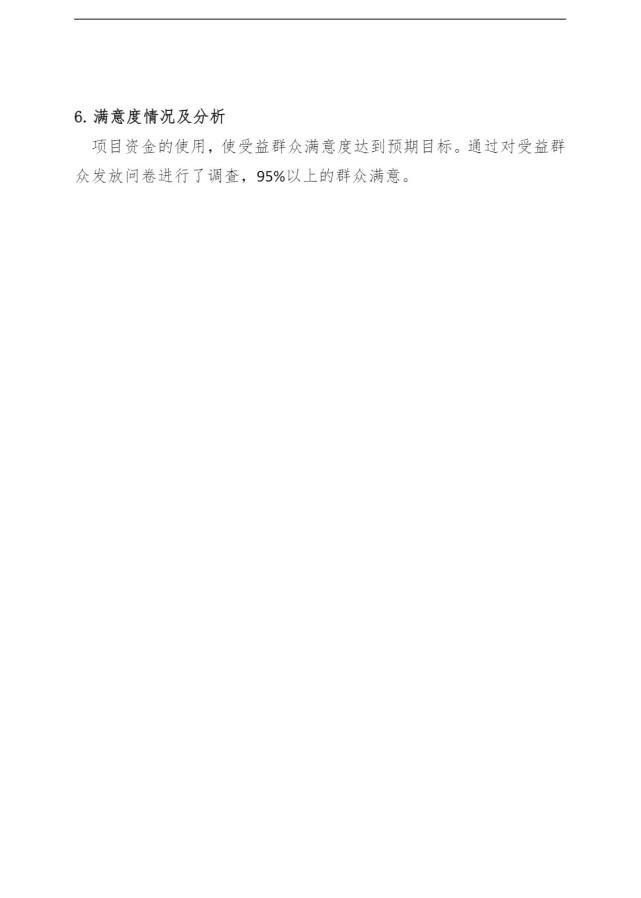 6. 满意度情况及分析
项目资金的使用，使受益群众满意度达到预期目标。通过对受益群
众发放问卷进行了调查，95%以上的群众满意。